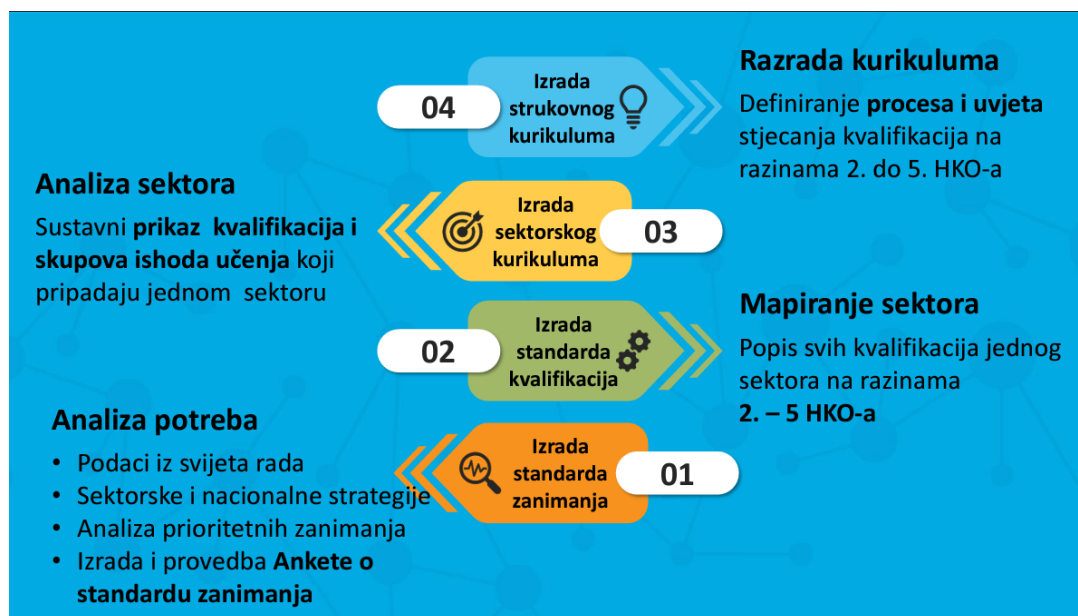 04
Izrada
strukovnog
kurikuluma
Razrada kurikuluma
Definiranje procesa i uvjeta
stjecanja kvalifikacija na
razinama 2. do 5. HKO-a
Analiza sektora
Sustavni prikaz kvalifikacija i
skupova ishoda učenja koji
pripadaju jednom sektoru
Izrada
sektorskog
kurikuluma
03
02
Izrada
standarda
kvalifikacija
Mapiranje sektora
Popis svih kvalifikacija jednog
sektora na razinama
2. – 5 HKO-a
Analiza potreba
• Podaci iz svijeta rada
• Sektorske i nacionalne strategije
• Analiza prioritetnih zanimanja
• Izrada i provedba Ankete o
standardu zanimanja
Izrada
standarda
zanimanja
01